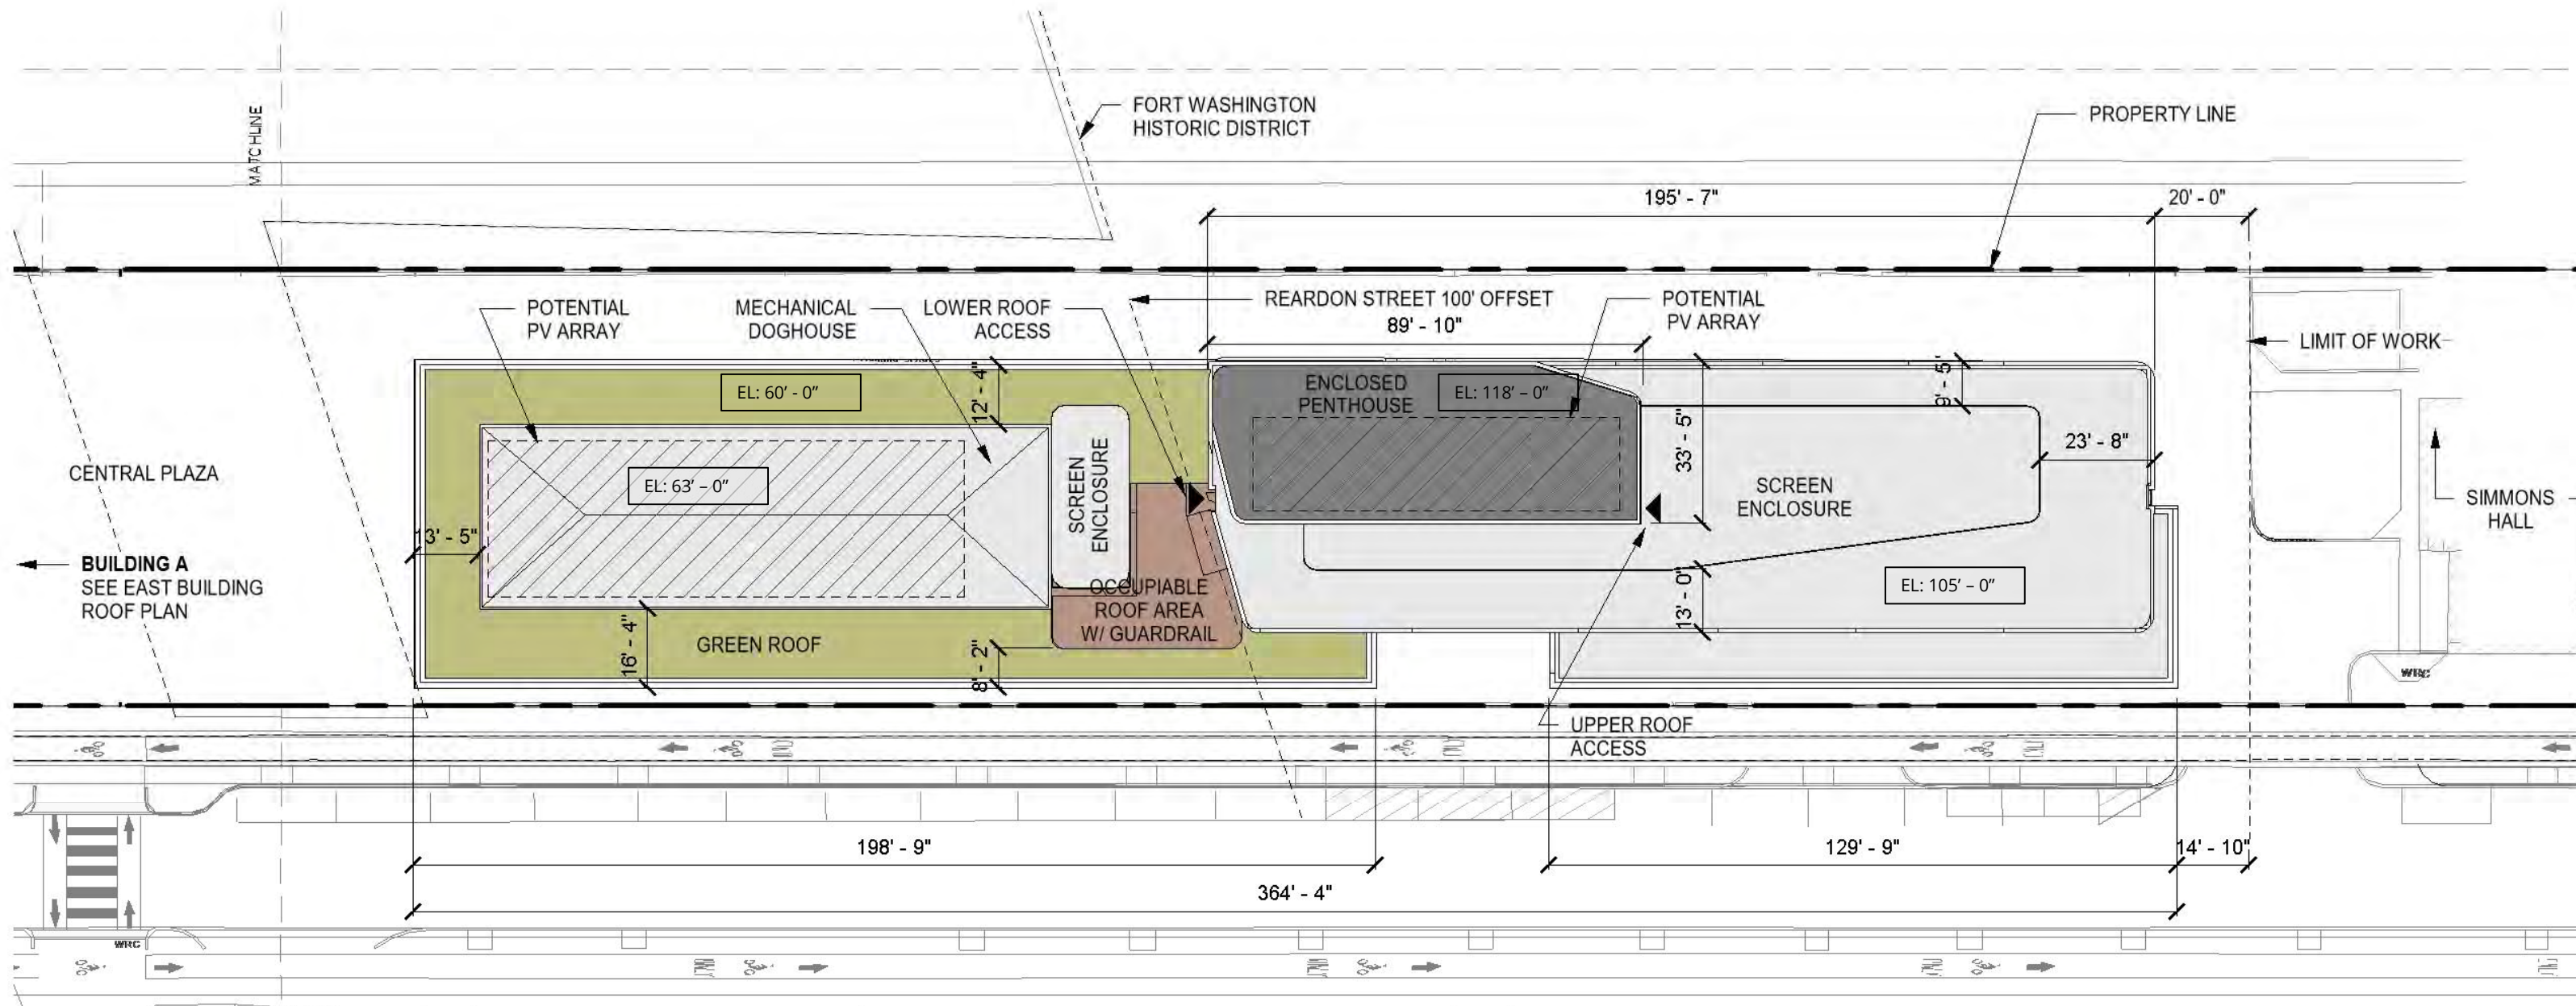 MATCHLINE
FORT WASHINGTON
HISTORIC DISTRICT
PROPERTY LINE
195' - 7"
20' - 0"
POTENTIAL
PV ARRAY
MECHANICAL
DOGHOUSE
LOWER ROOF
ACCESS
REARDON STREET 100' OFFSET
89' - 10"
POTENTIAL
PV ARRAY
LIMIT OF WORK
EL: 60' - 0"
12' - 4"
ENCLOSED
PENTHOUSE
EL: 118' – 0"
33' - 5"
9' - 5"
23' - 8"
CENTRAL PLAZA
EL: 63' – 0"
SCREEN
ENCLOSURE
SCREEN
ENCLOSURE
SIMMONS
HALL
13' - 5"
BUILDING A
SEE EAST BUILDING
ROOF PLAN
OCCUPIABLE
ROOF AREA
W/ GUARDRAIL
EL: 105' – 0"
13' - 0"
GREEN ROOF
16' - 4"
8' - 2"
WRC
UPPER ROOF
ACCESS
198' - 9"
129' - 9"
14' - 10"
364' - 4"
WRC